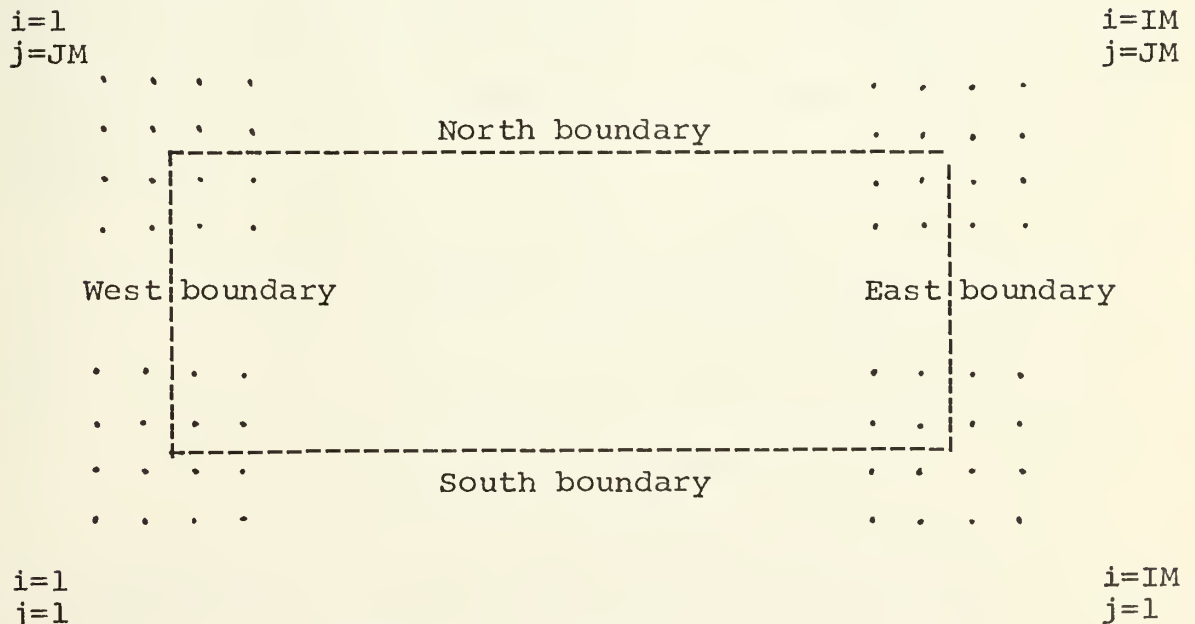 i=1
j=JM
i=IM
j=JM
North boundary
West boundary
East boundary
South boundary
i=1
j=1
i=IM
j=1